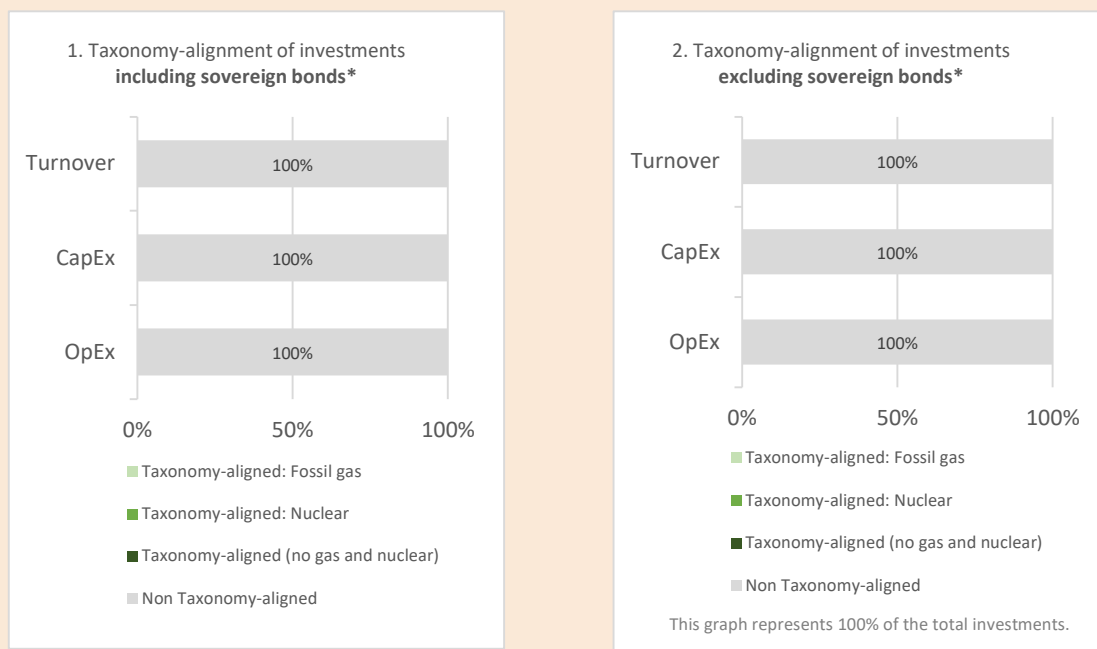 1. Taxonomy-alignment of investments
including sovereign bonds*
Turnover
100%
CapEx
100%
OpEx
100%
0% 50% 100%
Taxonomy-aligned: Fossil gas
Taxonomy-aligned: Nuclear
Taxonomy-aligned (no gas and nuclear)
Non Taxonomy-aligned
2. Taxonomy-alignment of investments
excluding sovereign bonds*
Turnover
100%
CapEx
100%
OpEx
100%
0% 50% 100%
Taxonomy-aligned: Fossil gas
Taxonomy-aligned: Nuclear
Taxonomy-aligned (no gas and nuclear)
Non Taxonomy-aligned
This graph represents 100% of the total investments.